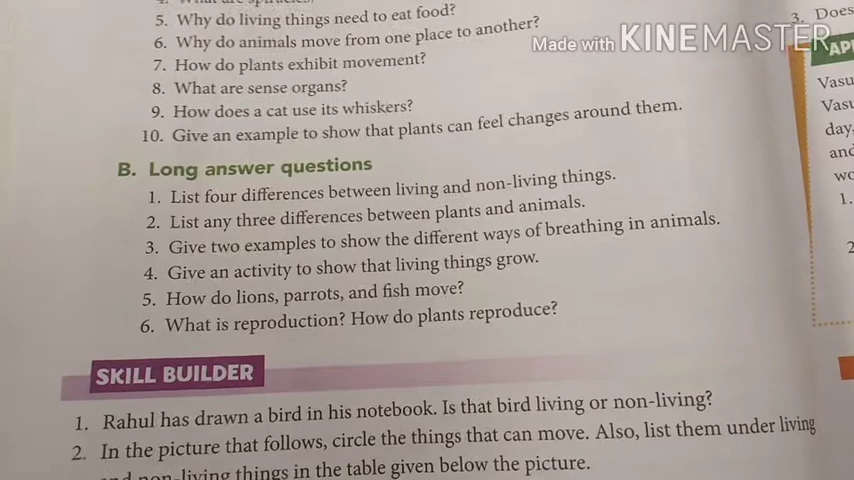 4. What are spiracles?
5. Why do living things need to eat food?
6. Why do animals move from one place to another?
7. How do plants exhibit movement?
8. What are sense organs?
9. How does a cat use its whiskers?
10. Give an example to show that plants can feel changes around them.
B. Long answer questions
1. List four differences between living and non-living things.
2. List any three differences between plants and animals.
3. Give two examples to show the different ways of breathing in animals.
4. Give an activity to show that living things grow.
5. How do lions, parrots, and fish move?
6. What is reproduction? How do plants reproduce?
SKILL BUILDER
1. Rahul has drawn a bird in his notebook. Is that bird living or non-living?
2. In the picture that follows, circle the things that can move. Also, list them under living
and non-living things in the table given below the picture.
Made with KINEMASTER
3. Does
AP
Vasu
Vasu
day,
and
wo
1.
2